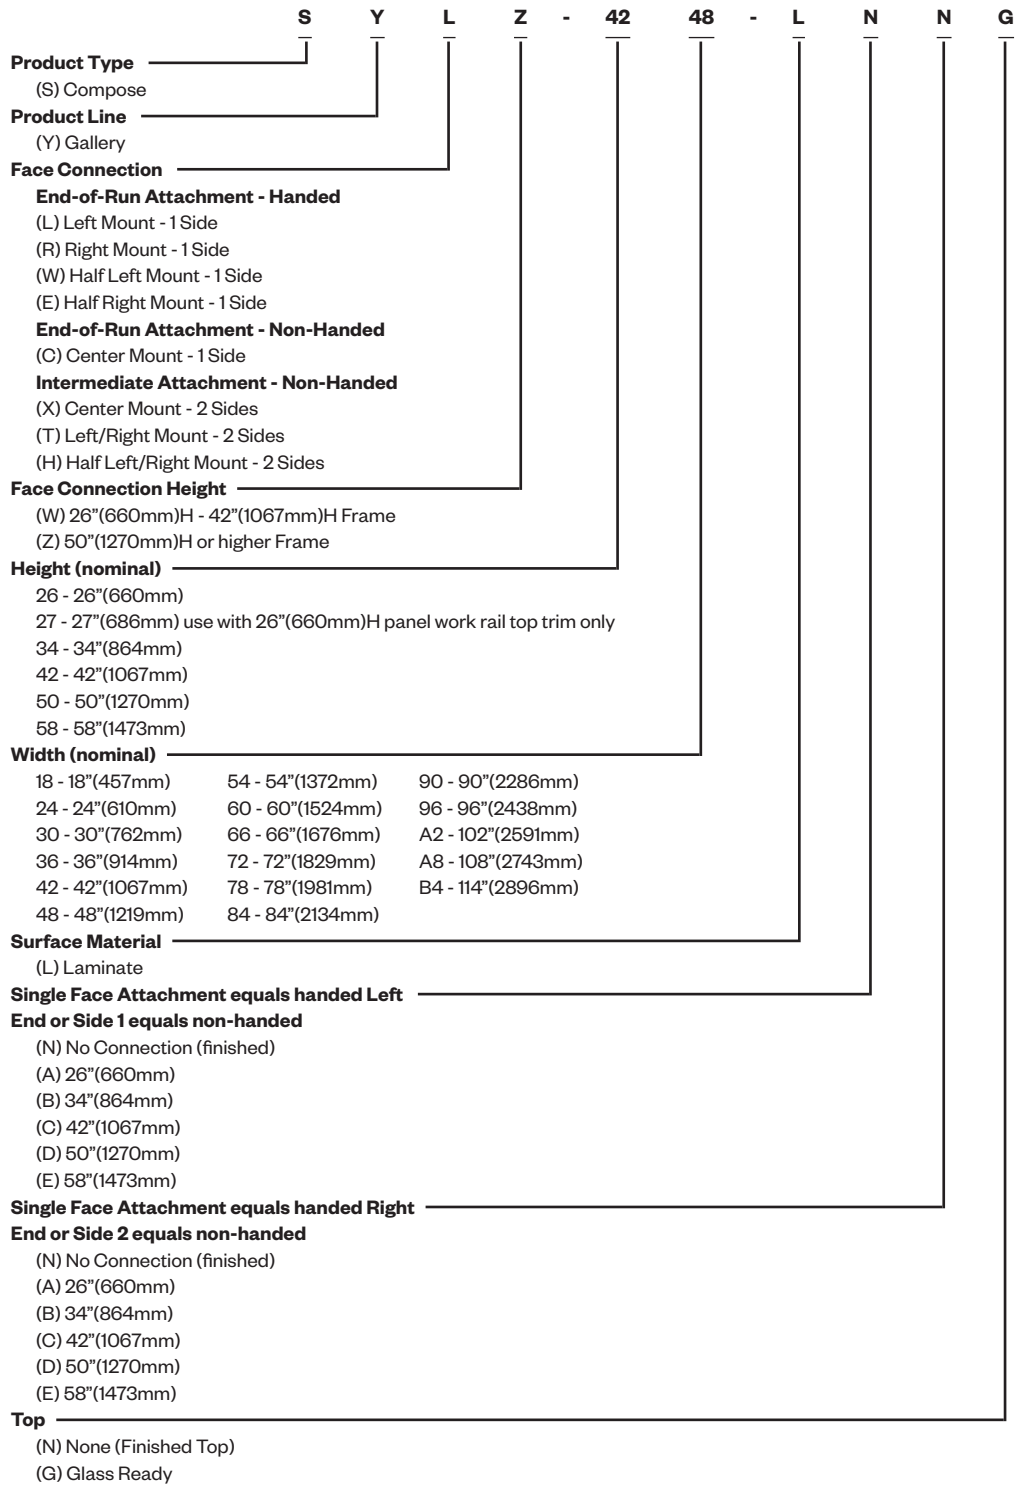 S Y L Z - 42 48 - L N N G
Product Type
(S) Compose
Product Line
(Y) Gallery
Face Connection
End-of-Run Attachment - Handed
(L) Left Mount - 1 Side
(R) Right Mount - 1 Side
(W) Half Left Mount - 1 Side
(E) Half Right Mount - 1 Side
End-of-Run Attachment - Non-Handed
(C) Center Mount - 1 Side
Intermediate Attachment - Non-Handed
(X) Center Mount - 2 Sides
(T) Left/Right Mount - 2 Sides
(H) Half Left/Right Mount - 2 Sides
Face Connection Height
(W) 26”(660mm)H - 42”(1067mm)H Frame
(Z) 50”(1270mm)H or higher Frame
Height (nominal)
26 - 26”(660mm)
27 - 27”(686mm) use with 26”(660mm)H panel work rail top trim only
34 - 34”(864mm)
42 - 42”(1067mm)
50 - 50”(1270mm)
58 - 58”(1473mm)
Width (nominal)
18 - 18”(457mm) 54 - 54”(1372mm) 90 - 90”(2286mm)
24 - 24”(610mm) 60 - 60”(1524mm) 96 - 96”(2438mm)
30 - 30”(762mm) 66 - 66”(1676mm) A2 - 102”(2591mm)
36 - 36”(914mm) 72 - 72”(1829mm) A8 - 108”(2743mm)
42 - 42”(1067mm) 78 - 78”(1981mm) B4 - 114”(2896mm)
48 - 48”(1219mm) 84 - 84”(2134mm)
Surface Material
(L) Laminate
Single Face Attachment equals handed Left
End or Side 1 equals non-handed
(N) No Connection (finished)
(A) 26”(660mm)
(B) 34”(864mm)
(C) 42”(1067mm)
(D) 50”(1270mm)
(E) 58”(1473mm)
Single Face Attachment equals handed Right
End or Side 2 equals non-handed
(N) No Connection (finished)
(A) 26”(660mm)
(B) 34”(864mm)
(C) 42”(1067mm)
(D) 50”(1270mm)
(E) 58”(1473mm)
Top
(N) None (Finished Top)
(G) Glass Ready